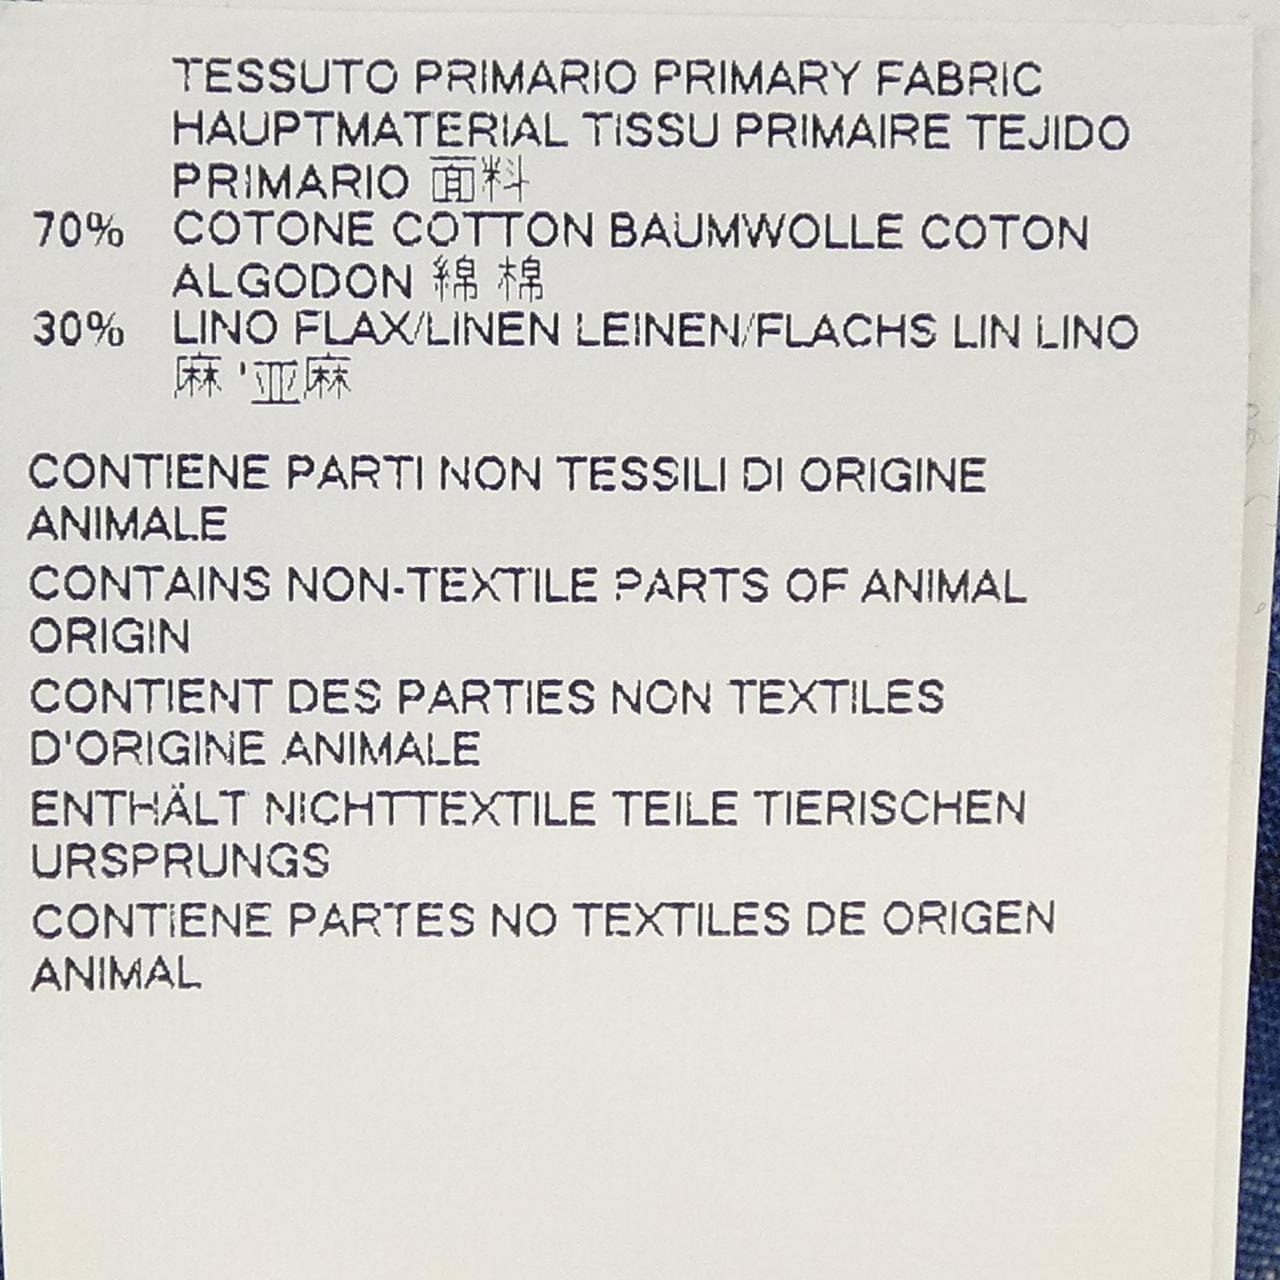 TESSUTO PRIMARIO PRIMARY FABRIC
HAUPTMATERIAL TISSU PRIMAIRE TEJIDO
PRIMARIO 面料
70% COTONE COTTON BAUMWOLLE COTON
ALGODON 綿 棉
30% LINO FLAX/LINEN LEINEN/FLACHS LIN LINO
麻 '亚麻
CONTIENE PARTI NON TESSILI DI ORIGINE
ANIMALE
CONTAINS NON-TEXTILE PARTS OF ANIMAL
ORIGIN
CONTIENT DES PARTIES NON TEXTILES
D'ORIGINE ANIMALE
ENTHÄLT NICHTTEXTILE TEILE TIERISCHEN
URSPRUNGS
CONTIENE PARTES NO TEXTILES DE ORIGEN
ANIMAL